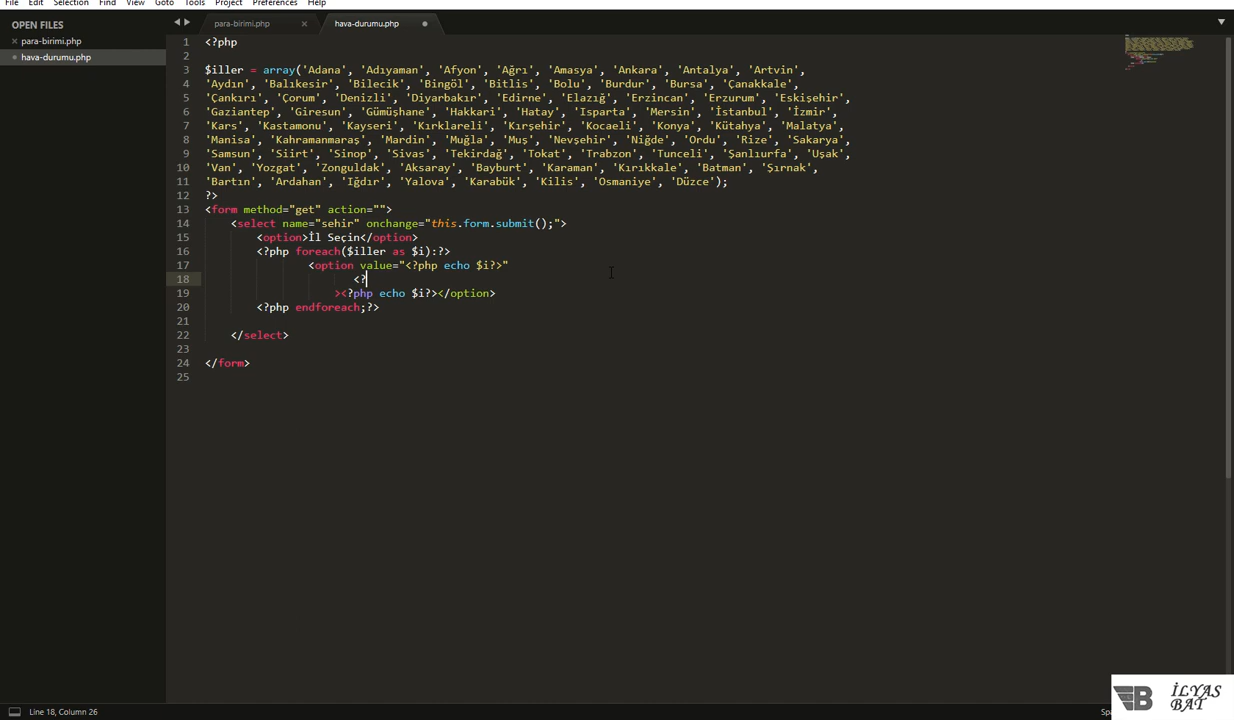 File Edit Selection Find View Goto Tools Project Preferences Help
OPEN FILES
para-birimi.php
hava-durumu.php
para-birimi.php
hava-durumu.php
1 <?php
2
3 $iller = array('Adana', 'Adıyaman', 'Afyon', 'Ağrı', 'Amasya', 'Ankara', 'Antalya', 'Artvin',
4 'Aydın', 'Balıkesir', 'Bilecik', 'Bingöl', 'Bitlis', 'Bolu', 'Burdur', 'Bursa', 'Çanakkale',
5 'Çankırı', 'Çorum', 'Denizli', 'Diyarbakır', 'Edirne', 'Elazığ', 'Erzincan', 'Erzurum', 'Eskişehir',
6 'Gaziantep', 'Giresun', 'Gümüşhane', 'Hakkari', 'Hatay', 'Isparta', 'Mersin', 'İstanbul', 'İzmir',
7 'Kars', 'Kastamonu', 'Kayseri', 'Kırklareli', 'Kırşehir', 'Kocaeli', 'Konya', 'Kütahya', 'Malatya',
8 'Manisa', 'Kahramanmaraş', 'Mardin', 'Muğla', 'Muş', 'Nevşehir', 'Niğde', 'Ordu', 'Rize', 'Sakarya',
9 'Samsun', 'Siirt', 'Sinop', 'Sivas', 'Tekirdağ', 'Tokat', 'Trabzon', 'Tunceli', 'Şanlıurfa', 'Uşak',
10 'Van', 'Yozgat', 'Zonguldak', 'Aksaray', 'Bayburt', 'Karaman', 'Kırıkkale', 'Batman', 'Şırnak',
11 'Bartın', 'Ardahan', 'Iğdır', 'Yalova', 'Karabük', 'Kilis', 'Osmaniye', 'Düzce');
12 ?>
13 <form method="get" action="">
14 <select name="sehir" onchange="this.form.submit();">
15 <option>İl Seçin</option>
16 <?php foreach($iller as $i):?>
17 <option value="<?php echo $i?>"
18 <?
19 ><?php echo $i?></option>
20 <?php endforeach;?>
21
22 </select>
23
24 </form>
25
Line 18, Column 26
İLYAS
BAT